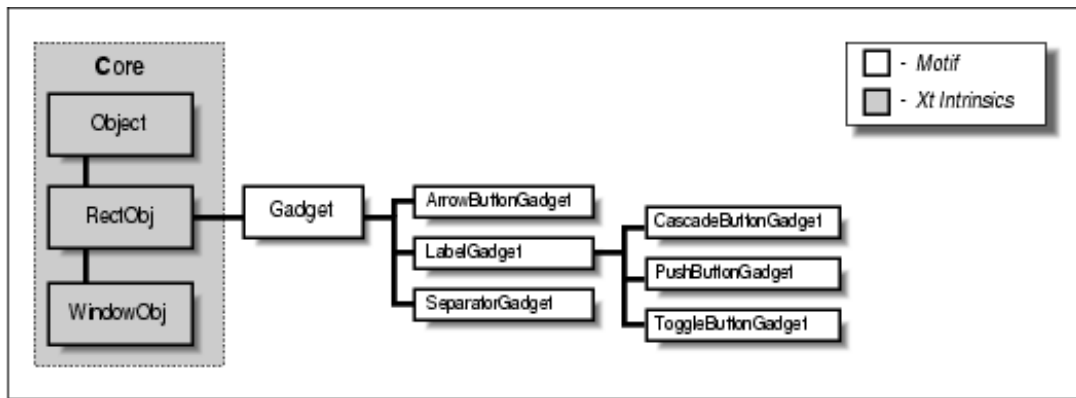 Core
Object
RectObj
WindowObj
Gadget
ArrowButtonGadget
LabelGadget
SeparatorGadget
CascadeButtonGadget
PushButtonGadget
ToggleButtonGadget
- Motif
- Xt Intrinsics